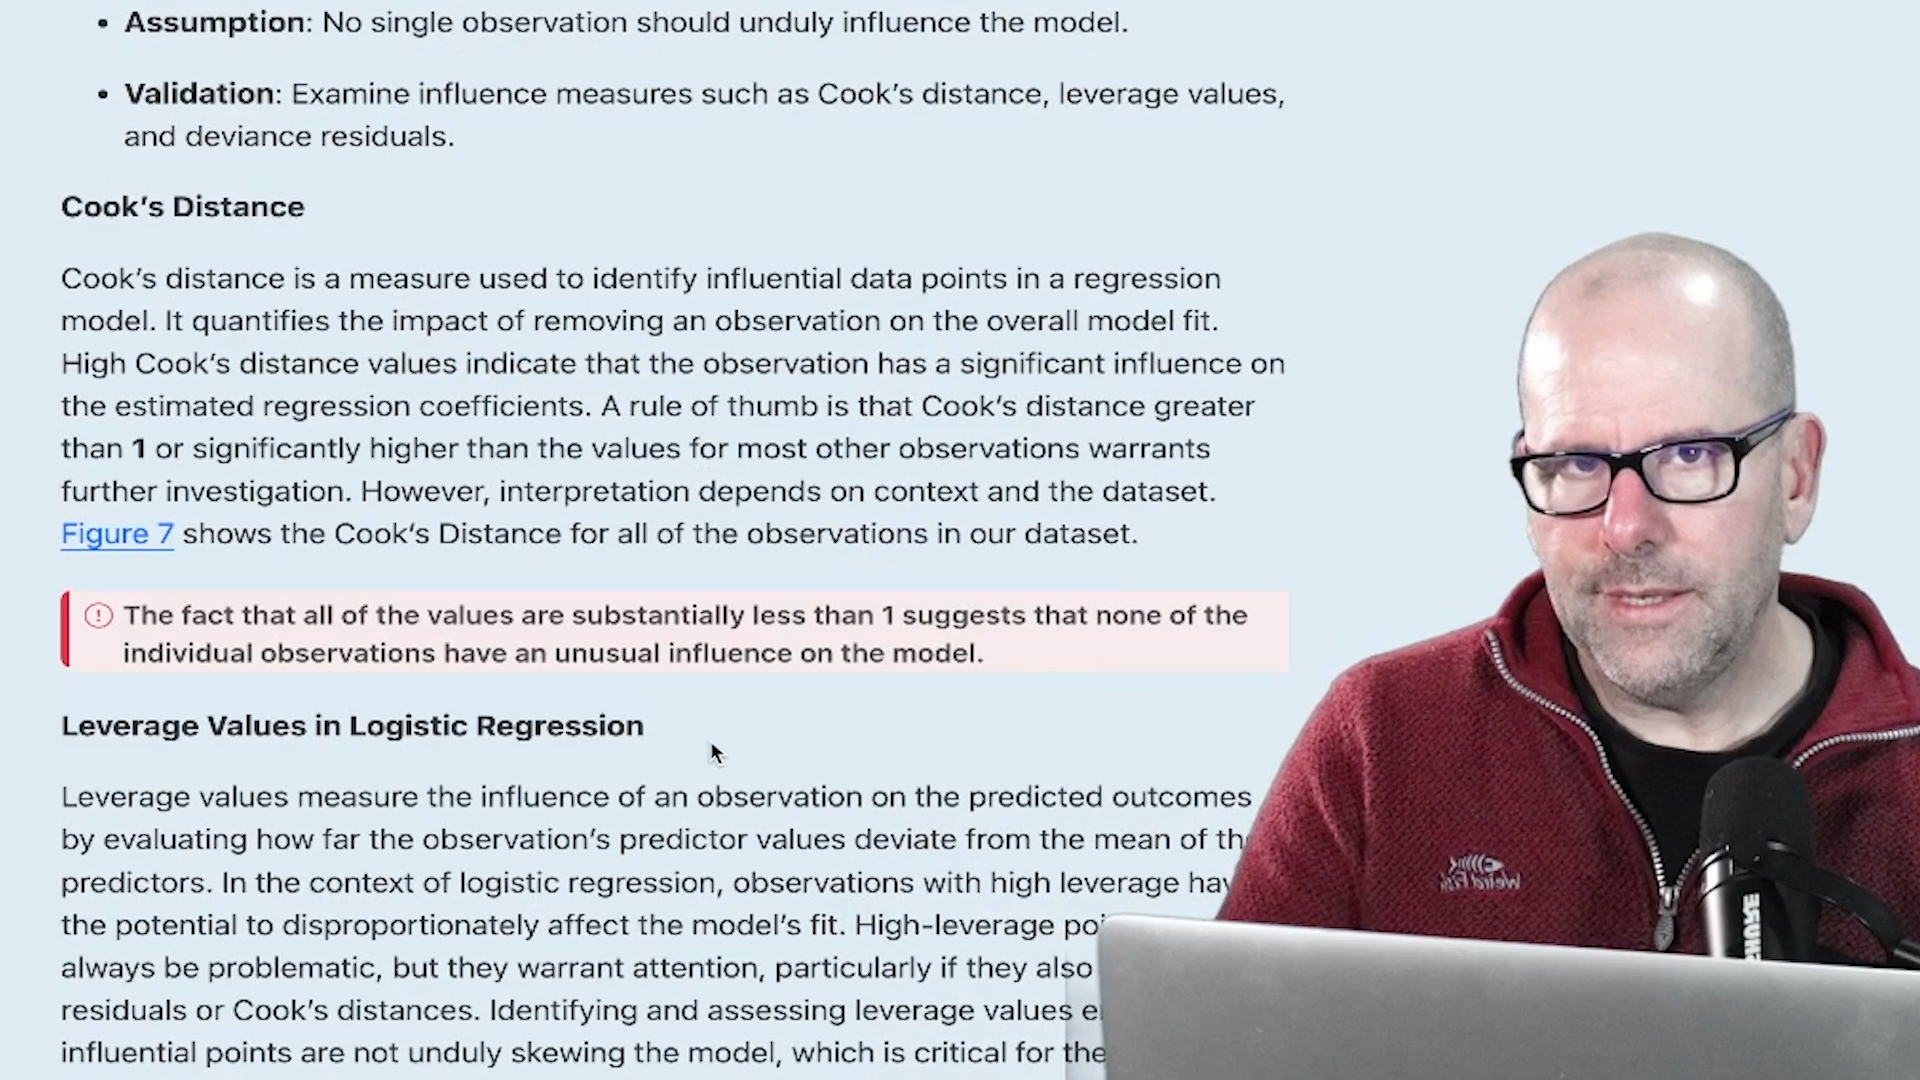 • Assumption: No single observation should unduly influence the model.
• Validation: Examine influence measures such as Cook's distance, leverage values,
and deviance residuals.
Cook's Distance
Cook's distance is a measure used to identify influential data points in a regression
model. It quantifies the impact of removing an observation on the overall model fit.
High Cook's distance values indicate that the observation has a significant influence on
the estimated regression coefficients. A rule of thumb is that Cook's distance greater
than 1 or significantly higher than the values for most other observations warrants
further investigation. However, interpretation depends on context and the dataset.
Figure 7 shows the Cook's Distance for all of the observations in our dataset.
The fact that all of the values are substantially less than 1 suggests that none of the
individual observations have an unusual influence on the model.
Leverage Values in Logistic Regression
Leverage values measure the influence of an observation on the predicted outcomes
by evaluating how far the observation's predictor values deviate from the mean of
predictors. In the context of logistic regression, observations with high leverage
the potential to disproportionately affect the model's fit. High-leverage
always be problematic, but they warrant attention, particularly if they also
residuals or Cook's distances. Identifying and assessing leverage values
influential points are not unduly skewing the model, which is critical for the
Weird Fish
SHURE